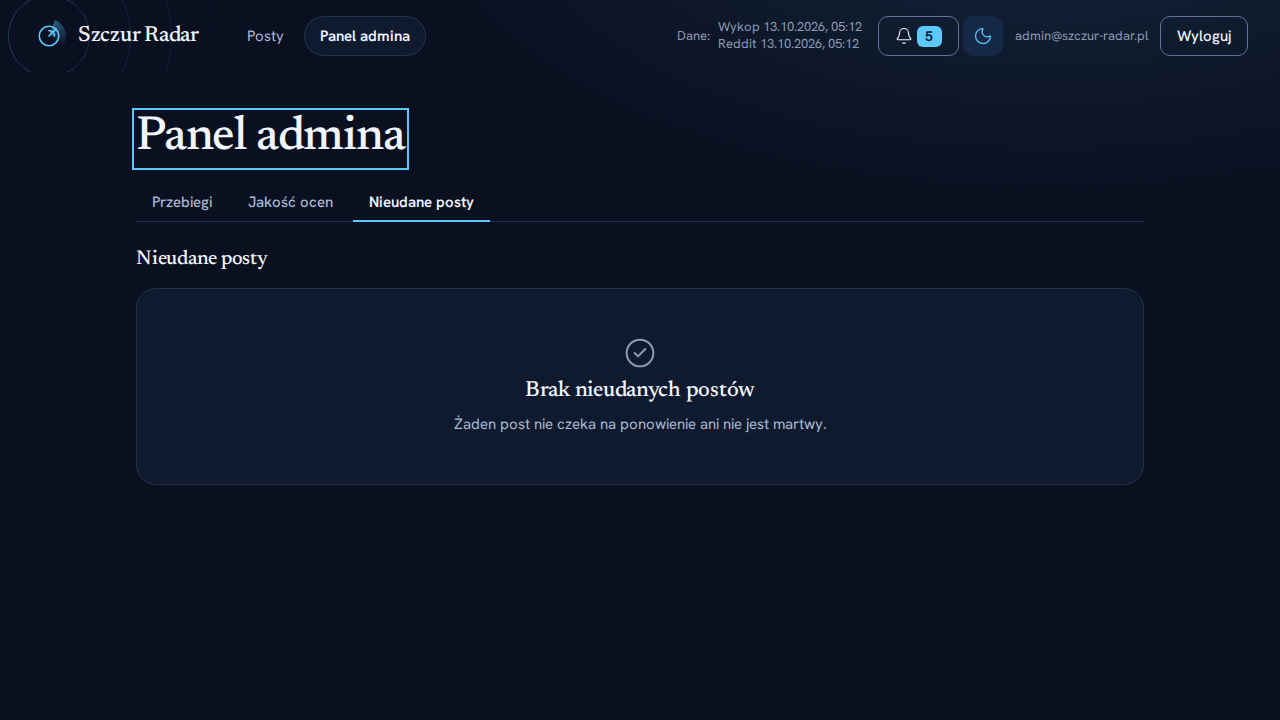 Szczur Radar
Posty
Panel admina
Dane:
Wykop 13.10.2026, 05:12
Reddit 13.10.2026, 05:12
5
admin@szczur-radar.pl
Wyloguj
Panel admina
Przebiegi
Jakość ocen
Nieudane posty
Nieudane posty
Brak nieudanych postów
Żaden post nie czeka na ponowienie ani nie jest martwy.